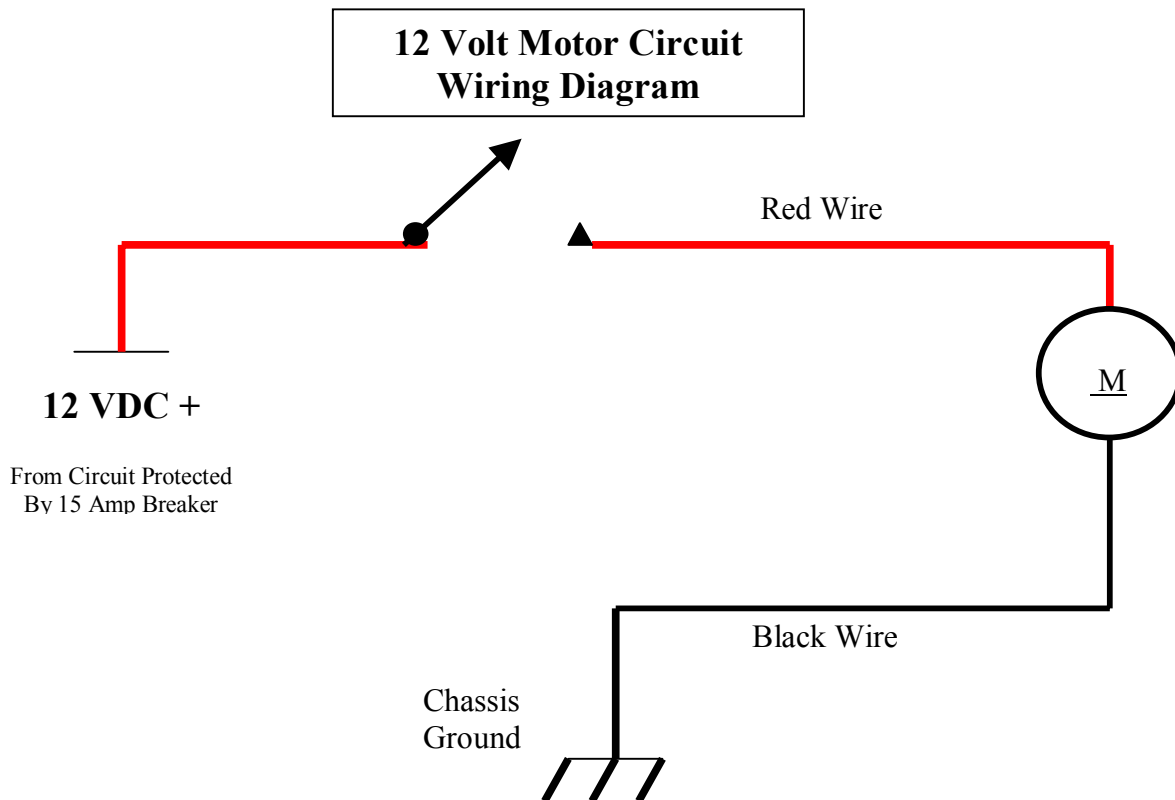 12 Volt Motor Circuit
Wiring Diagram
Red Wire
M
12 VDC +
From Circuit Protected
By 15 Amp Breaker
Black Wire
Chassis
Ground